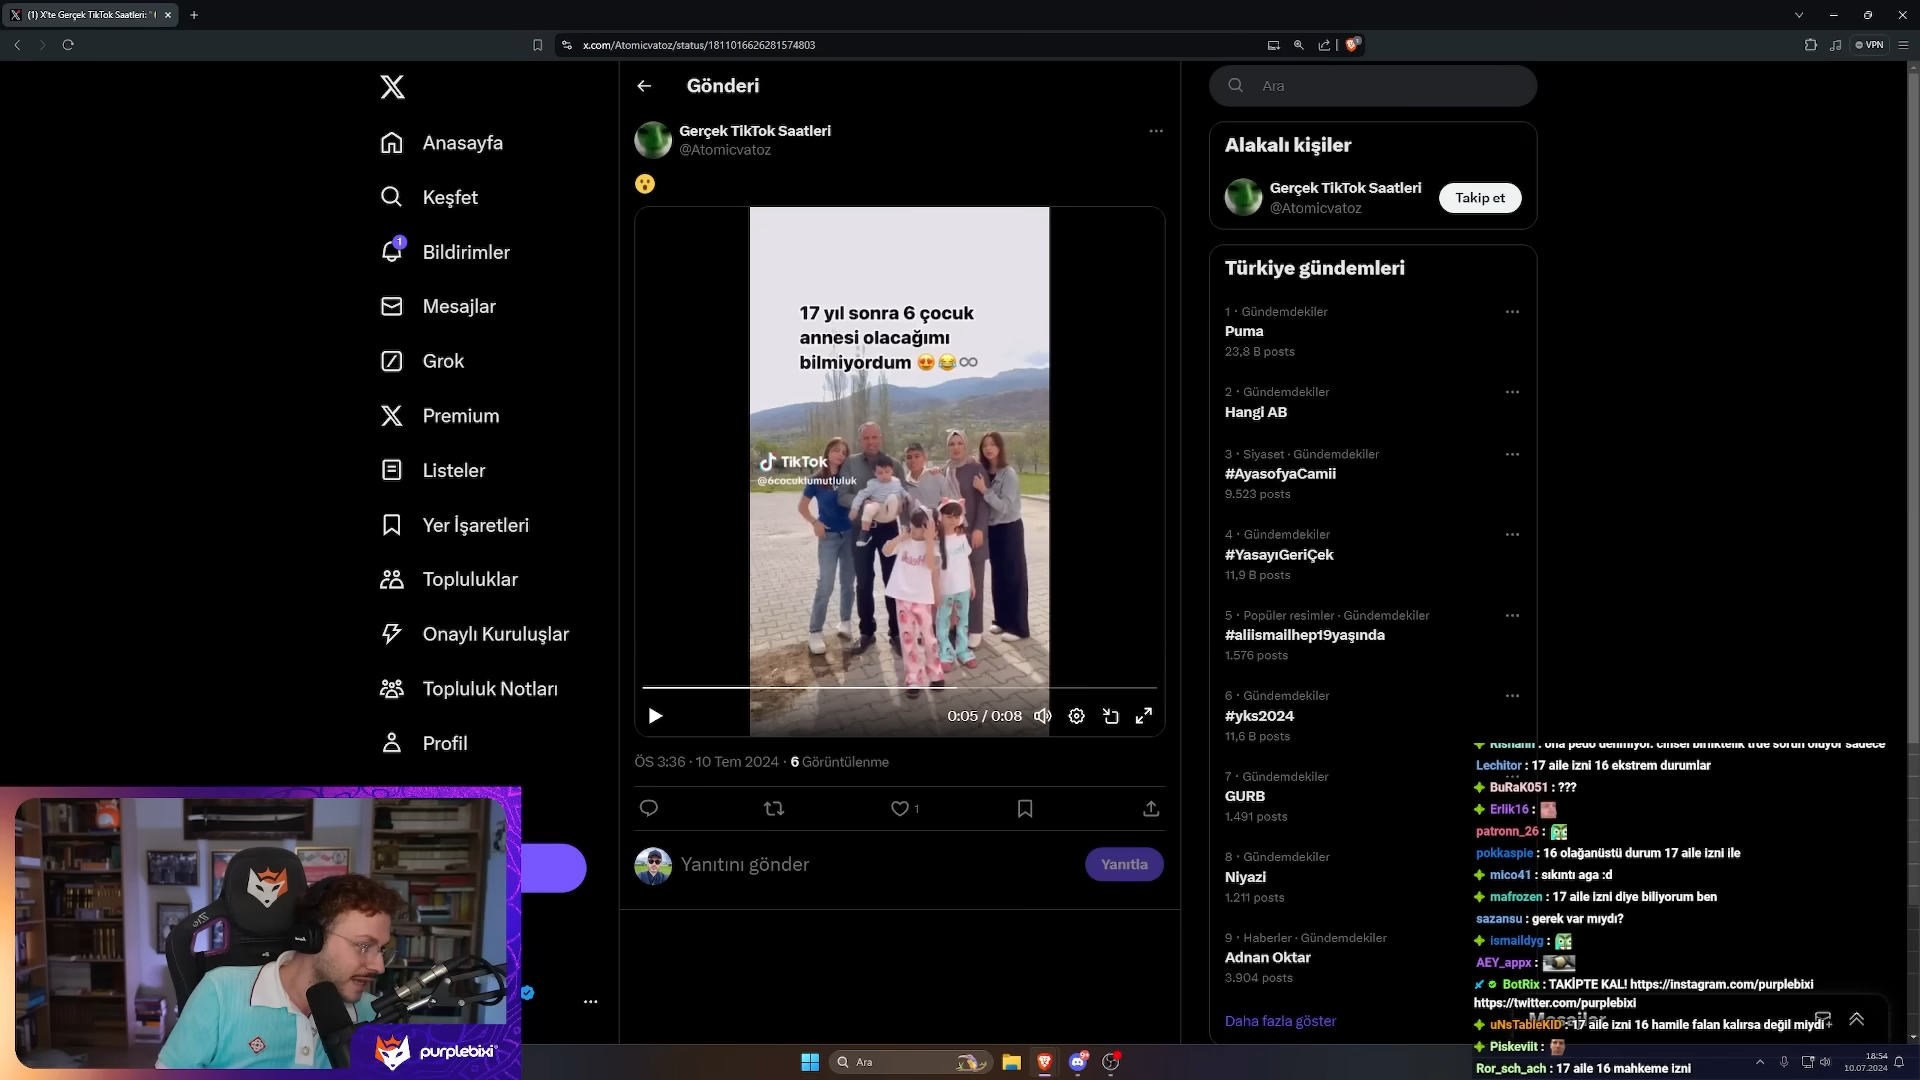 (1) X'te Gerçek TikTok Saatleri: "
x.com/Atomicvatoz/status/1811016626281574803
VPN
Anasayfa
Keşfet
1
Bildirimler
Mesajlar
Grok
Premium
Listeler
Yer İşaretleri
Topluluklar
Onaylı Kuruluşlar
Topluluk Notları
Profil
Gönderi
Gerçek TikTok Saatleri
@Atomicvatoz
17 yıl sonra 6 çocuk
annesi olacağımı
bilmiyordum 😍😂♾
TikTok
@6cocuklumutluluk
0:05 / 0:08
ÖS 3:36 · 10 Tem 2024 · 6 Görüntülenme
1
Yanıtını gönder
Yanıtla
Ara
Alakalı kişiler
Gerçek TikTok Saatleri
@Atomicvatoz
Takip et
Türkiye gündemleri
1 · Gündemdekiler
Puma
23,8 B posts
2 · Gündemdekiler
Hangi AB
3 · Siyaset · Gündemdekiler
#AyasofyaCamii
9.523 posts
4 · Gündemdekiler
#YasayıGeriÇek
11,9 B posts
5 · Popüler resimler · Gündemdekiler
#aliismailhep19yaşında
1.576 posts
6 · Gündemdekiler
#yks2024
11,6 B posts
7 · Gündemdekiler
GURB
1.491 posts
8 · Gündemdekiler
Niyazi
1.211 posts
9 · Haberler · Gündemdekiler
Adnan Oktar
3.904 posts
Daha fazla göster
Mesajlar
Lechitor : 17 aile izni 16 ekstrem durumlar
BuRaK051 : ???
Erlik16 :
patronn_26 :
pokkaspie : 16 olağanüstü durum 17 aile izni ile
mico41 : sıkıntı aga :d
mafrozen : 17 aile izni diye biliyorum ben
sazansu : gerek var mıydı?
ismaildyg :
AEY_appx :
BotRix : TAKİPTE KAL! https://instagram.com/purplebixi
https://twitter.com/purplebixi
uNsTableKID : 17 aile izni 16 hamile falan kalırsa değil miydi
Piskeviit :
Ror_sch_ach : 17 aile 16 mahkeme izni
purplebixi
Ara
18:54
10.07.2024